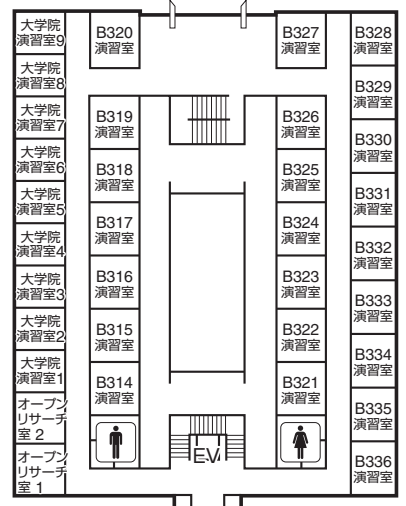 大学院
演習室9
大学院
演習室8
大学院
演習室7
大学院
演習室6
大学院
演習室5
大学院
演習室4
大学院
演習室3
大学院
演習室2
大学院
演習室1
オープン
リサーチ
室 2
オープン
リサーチ
室 1
B320
演習室
B319
演習室
B318
演習室
B317
演習室
B316
演習室
B315
演習室
B314
演習室
EV
B327
演習室
B326
演習室
B325
演習室
B324
演習室
B323
演習室
B322
演習室
B321
演習室
B328
演習室
B329
演習室
B330
演習室
B331
演習室
B332
演習室
B333
演習室
B334
演習室
B335
演習室
B336
演習室